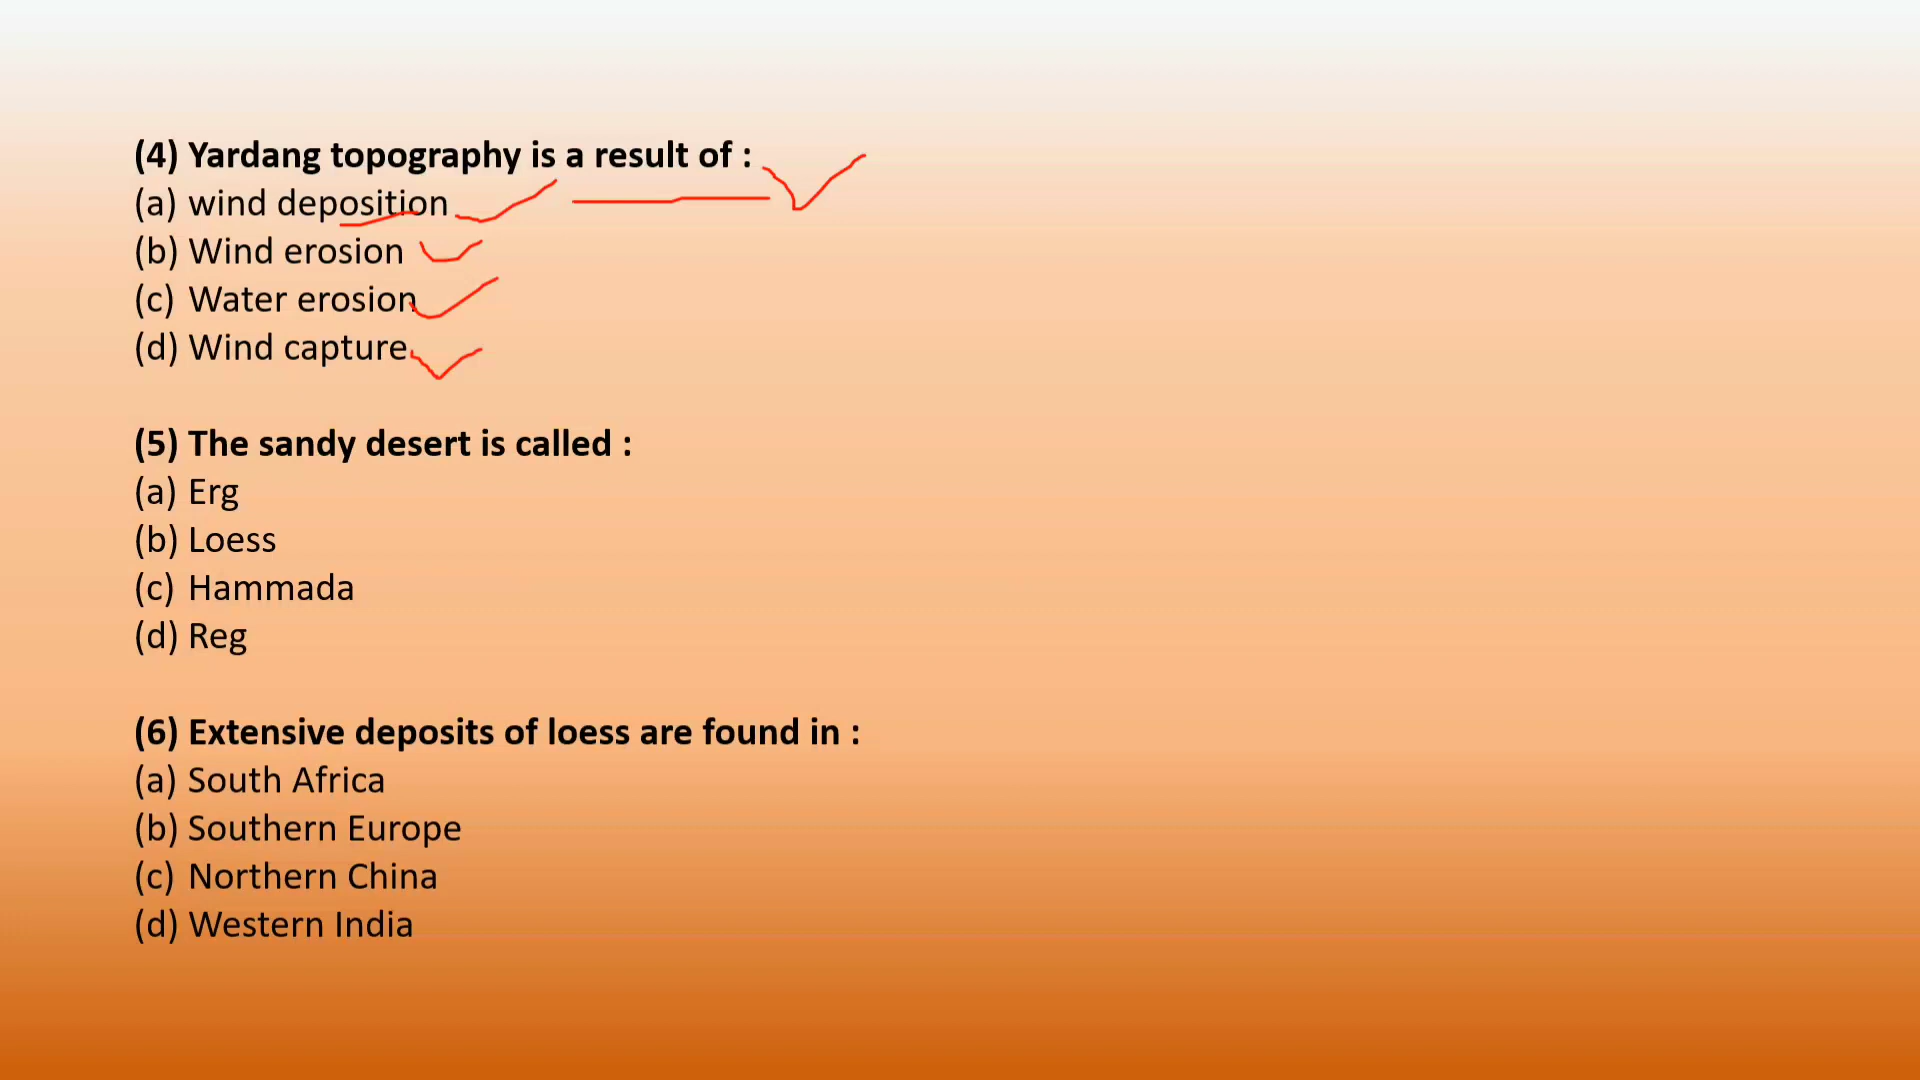 (4) Yardang topography is a result of :
(a) wind deposition
(b) Wind erosion
(c) Water erosion
(d) Wind capture
(5) The sandy desert is called :
(a) Erg
(b) Loess
(c) Hammada
(d) Reg
(6) Extensive deposits of loess are found in :
(a) South Africa
(b) Southern Europe
(c) Northern China
(d) Western India